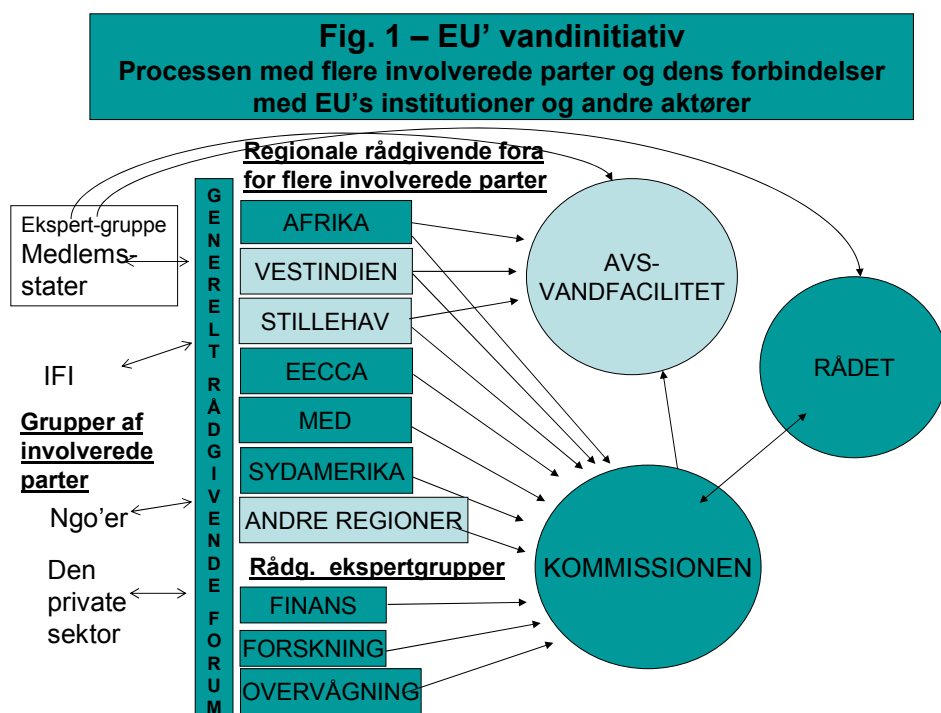 Fig. 1 – EU’ vandinitiativ
Processen med flere involverede parter og dens forbindelser
med EU's institutioner og andre aktører
Regionale rådgivende fora
for flere involverede parter
Ekspert-gruppe
Medlems-
stater
IFI
Grupper af
involverede
parter
Ngo’er
Den
private
sektor
GENERELT RÅDGIVENDE FORUM
AFRIKA
VESTINDIEN
STILLEHAV
EECCA
MED
SYDAMERIKA
ANDRE REGIONER
Rådg. ekspertgrupper
FINANS
FORSKNING
OVERVÅGNING
AVS-
VANDFACILITET
RÅDET
KOMMISSIONEN